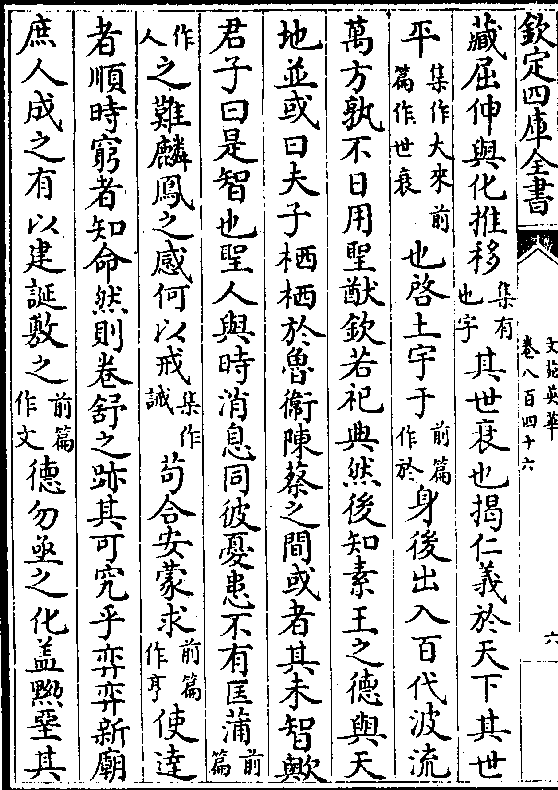 欽定四庫全書
文苑英華
卷八百四十六
六
藏屈伸與化推移集有也字其世衰也揭仁義於天下其世
平集作大來前篇作世衰也啓土宇于前篇作於身後出入百代波流
萬方孰不日用聖猷欽若祀典然後知素王之德與天
地並或曰夫子栖栖於魯衛陳蔡之間或者其未智歟
君子曰是智也聖人與時消息同彼憂患不有匡蒲前篇
作人之難麟鳳之感何以戒集作誡苟合安蒙求前篇作亨使達
者順時窮者知命然則卷舒之跡其可究乎弈弈新廟
庶人成之有以建誕敷之前篇作文德勿亟之化盖黝堊其